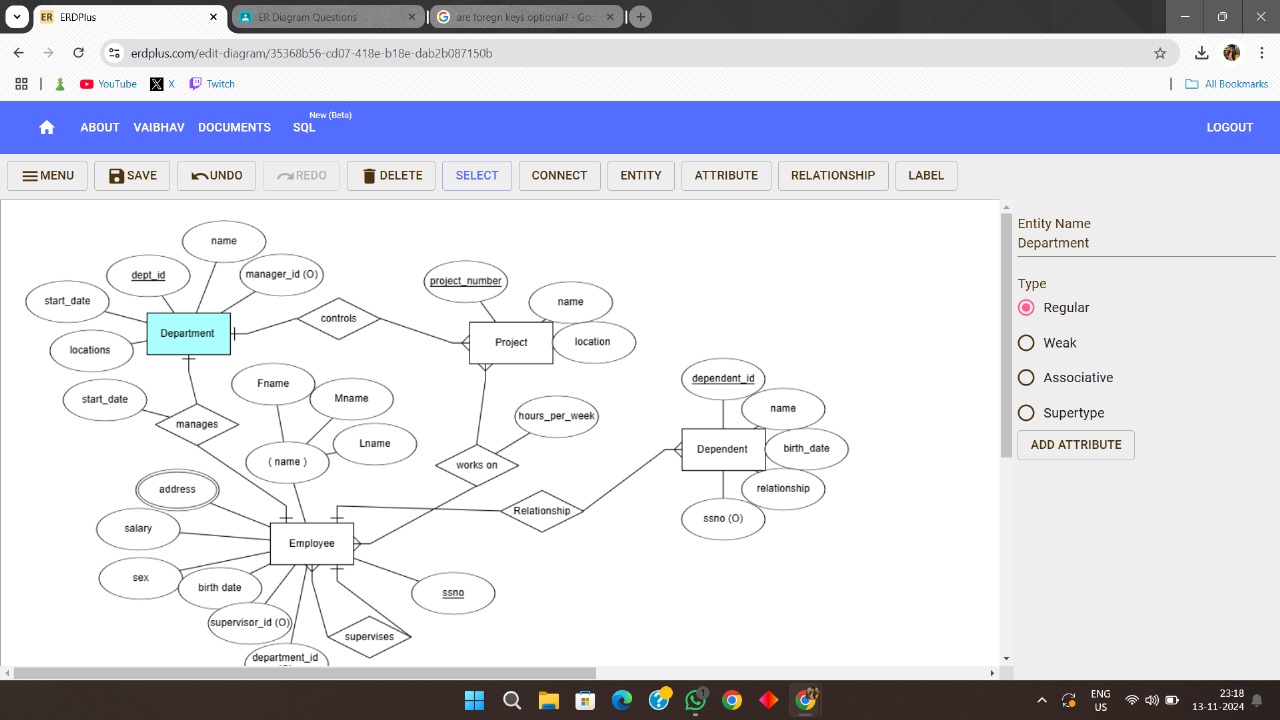 ERDPlus
ER Diagram Questions
are foregn keys optional? - Goo
erdplus.com/edit-diagram/35368b56-cd07-418e-b18e-dab2b087150b
YouTube
X
Twitch
All Bookmarks
ABOUT
VAIBHAV
DOCUMENTS
New (Beta)
SQL
LOGOUT
MENU
SAVE
UNDO
REDO
DELETE
SELECT
CONNECT
ENTITY
ATTRIBUTE
RELATIONSHIP
LABEL
name
dept_id
manager_id (O)
start_date
locations
Department
controls
project_number
name
location
Project
start_date
manages
Fname
Mname
Lname
( name )
hours_per_week
works on
dependent_id
name
birth_date
relationship
ssno (O)
Dependent
Relationship
address
salary
sex
birth date
supervisor_id (O)
department_id
Employee
ssno
supervises
Entity Name
Department
Type
Regular
Weak
Associative
Supertype
ADD ATTRIBUTE
ENG
US
23:18
13-11-2024